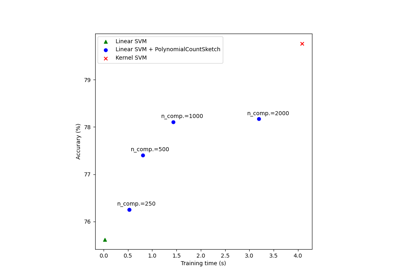 Linear SVM
Linear SVM + PolynomialCountSketch
Kernel SVM
79
n_comp.=1000
n_comp.=2000
78
n_comp.=500
77
n_comp.=250
76
Accurary (%)
0.0 0.5 1.0 1.5 2.0 2.5 3.0 3.5 4.0
Training time (s)